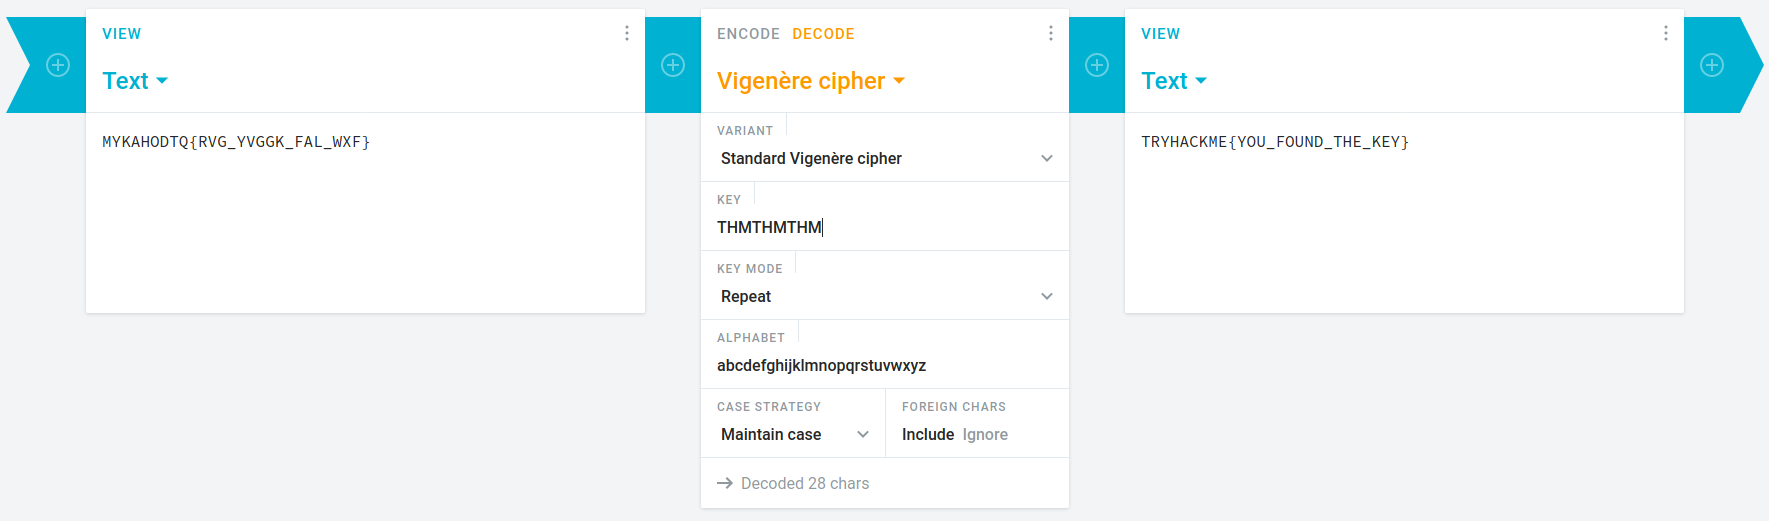 VIEW
Text
MYKAHODTQ{RVG_YVGGK_FAL_WXF}
ENCODE DECODE
Vigenère cipher
VARIANT
Standard Vigenère cipher
KEY
THMTHMTHM
KEY MODE
Repeat
ALPHABET
abcdefghijklmnopqrstuvwxyz
CASE STRATEGY
Maintain case
FOREIGN CHARS
Include Ignore
Decoded 28 chars
VIEW
Text
TRYHACKME{YOU_FOUND_THE_KEY}